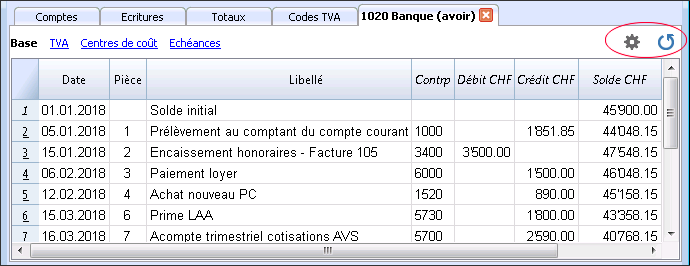 Comptes Ecritures Totaux Codes TVA 1020 Banque (avoir)
Base TVA Centres de coût Echéances
Date Pièce Libellé Contrp Débit CHF Crédit CHF Solde CHF
1 01.01.2018 Solde initial 45'900.00
2 05.01.2018 1 Prélèvement au comptant du compte courant 1000 1'851.85 44'048.15
3 15.01.2018 2 Encaissement honoraires - Facture 105 3400 3'500.00 47'548.15
4 06.02.2018 3 Paiement loyer 6000 1'500.00 46'048.15
5 12.02.2018 4 Achat nouveau PC 1520 890.00 45'158.15
6 15.03.2018 6 Prime LAA 5730 1'800.00 43'358.15
7 16.03.2018 7 Acompte trimestriel cotisations AVS 5700 2'590.00 40'768.15